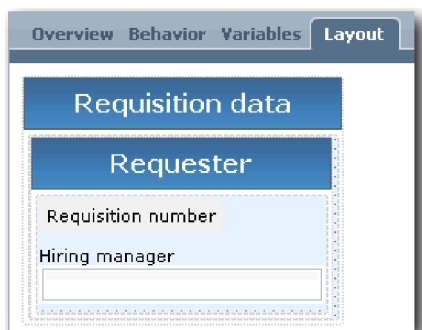 Overview Behavior Variables Layout
Requisition data
Requester
Requisition number
Hiring manager